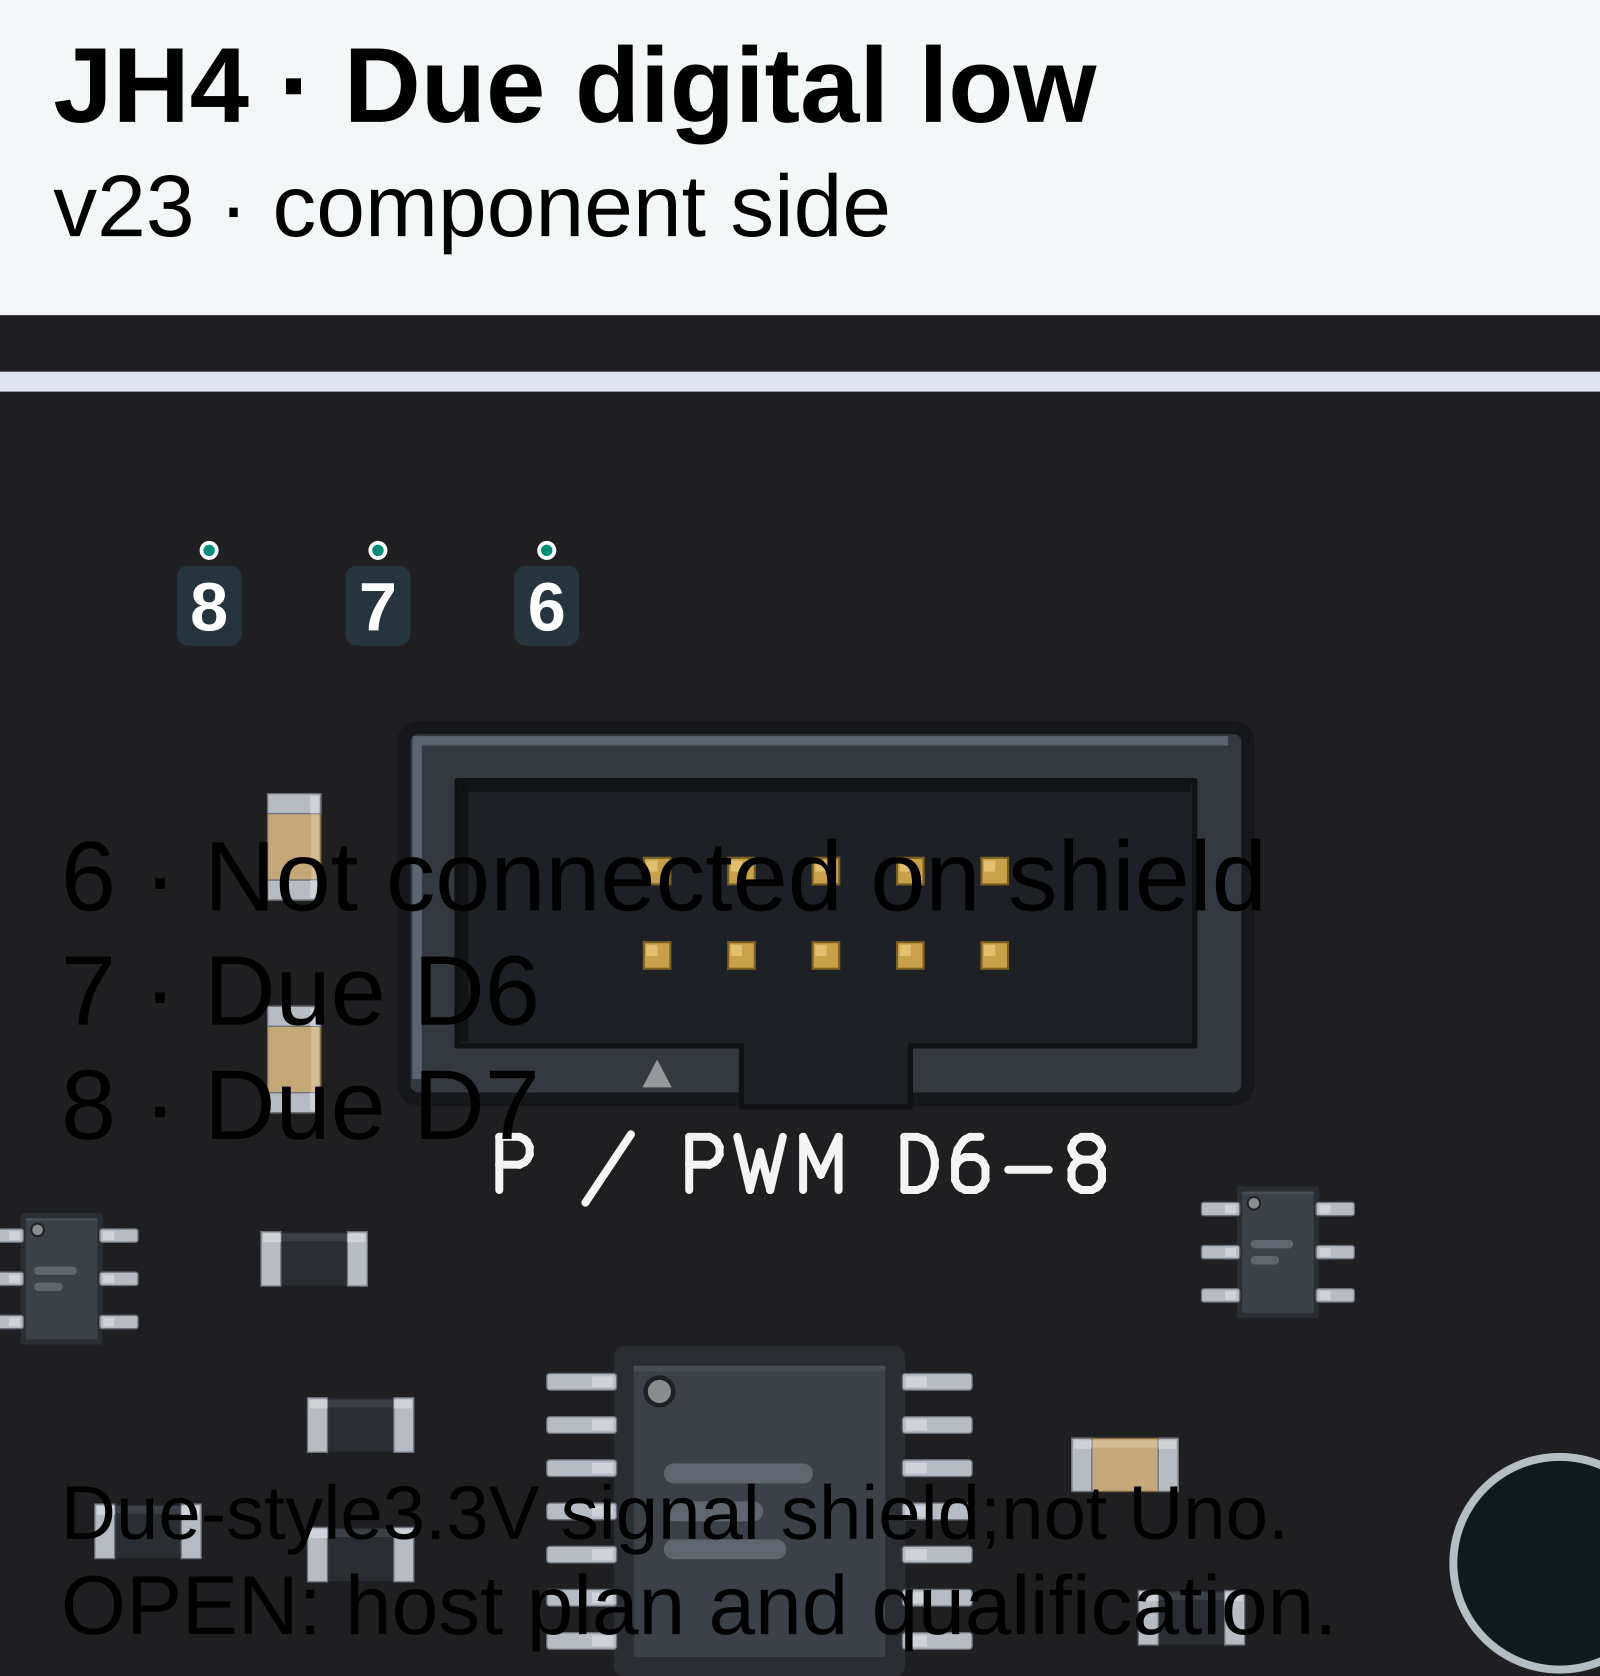 JH4 · Due digital low
v23 · component side
8 7 6
6 · Not connected on shield
7 · Due D6
8 · Due D7
P / PWM D6-8
Due-style3.3V signal shield;not Uno.
OPEN: host plan and qualification.